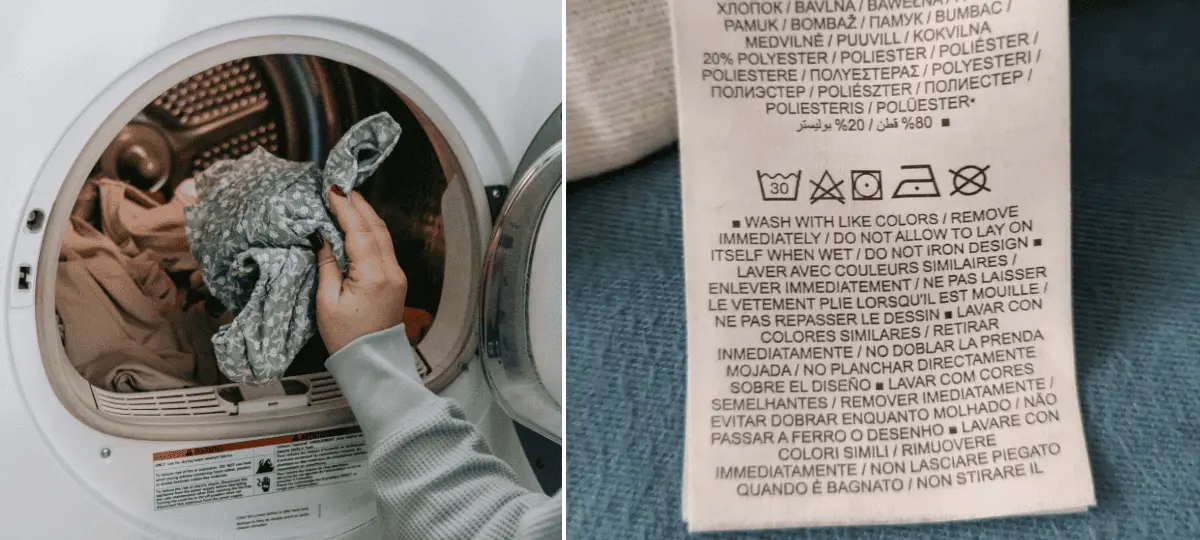 WARNING
ХЛОПОК / BAVLNA / BAWEŁNA /
PAMUK / BOMBAŽ / ПАМУК / BUMBAC /
MEDVILNĖ / PUUVILL / KOKVILNA
20% POLYESTER / POLIÉSTER /
POLIESTERE / ΠΟΛΥΕΣΤΕΡΑΣ / POLYESTERI /
ПОЛИЭСТЕР / POLIÉSZTER / ПОЛИЕСТЕР /
POLIESTERIS / POLÜESTER*
■ 80% قطن / 20% بوليستر
30
■ WASH WITH LIKE COLORS / REMOVE
IMMEDIATELY / DO NOT ALLOW TO LAY ON
ITSELF WHEN WET / DO NOT IRON DESIGN ■
LAVER AVEC COULEURS SIMILAIRES /
ENLEVER IMMEDIATEMENT / NE PAS LAISSER
LE VETEMENT PLIE LORSQU'IL EST MOUILLE /
NE PAS REPASSER LE DESSIN ■ LAVAR CON
COLORES SIMILARES / RETIRAR
INMEDIATAMENTE / NO DOBLAR LA PRENDA
MOJADA / NO PLANCHAR DIRECTAMENTE
SOBRE EL DISEÑO ■ LAVAR COM CORES
SEMELHANTES / REMOVER IMEDIATAMENTE /
EVITAR DOBRAR ENQUANTO MOLHADO / NÃO
PASSAR A FERRO O DESENHO ■ LAVARE CON
COLORI SIMILI / RIMUOVERE
IMMEDIATAMENTE / NON LASCIARE PIEGATO
QUANDO É BAGNATO / NON STIRARE IL